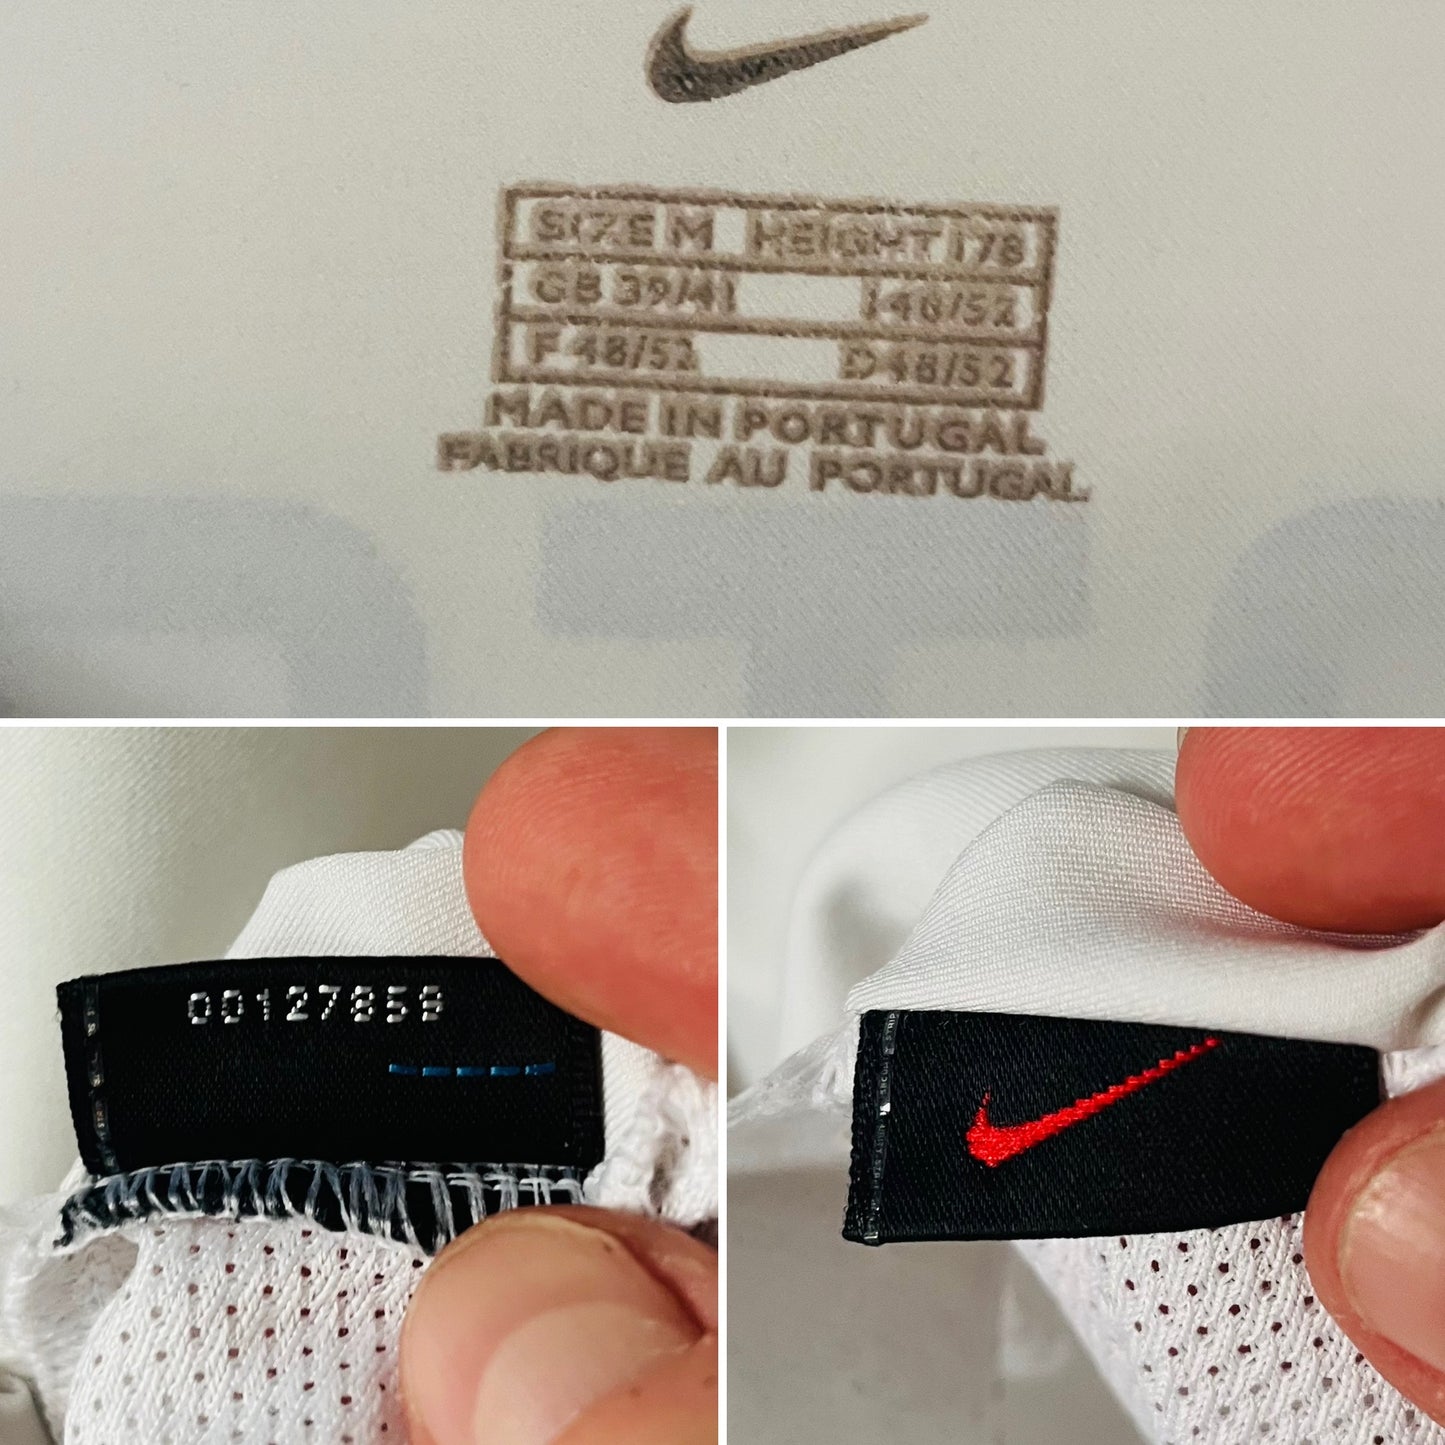 SIZE M HEIGHT 178
GB 39/41 I 48/52
F 48/52 D 48/52
MADE IN PORTUGAL
FABRIQUE AU PORTUGAL
00127858